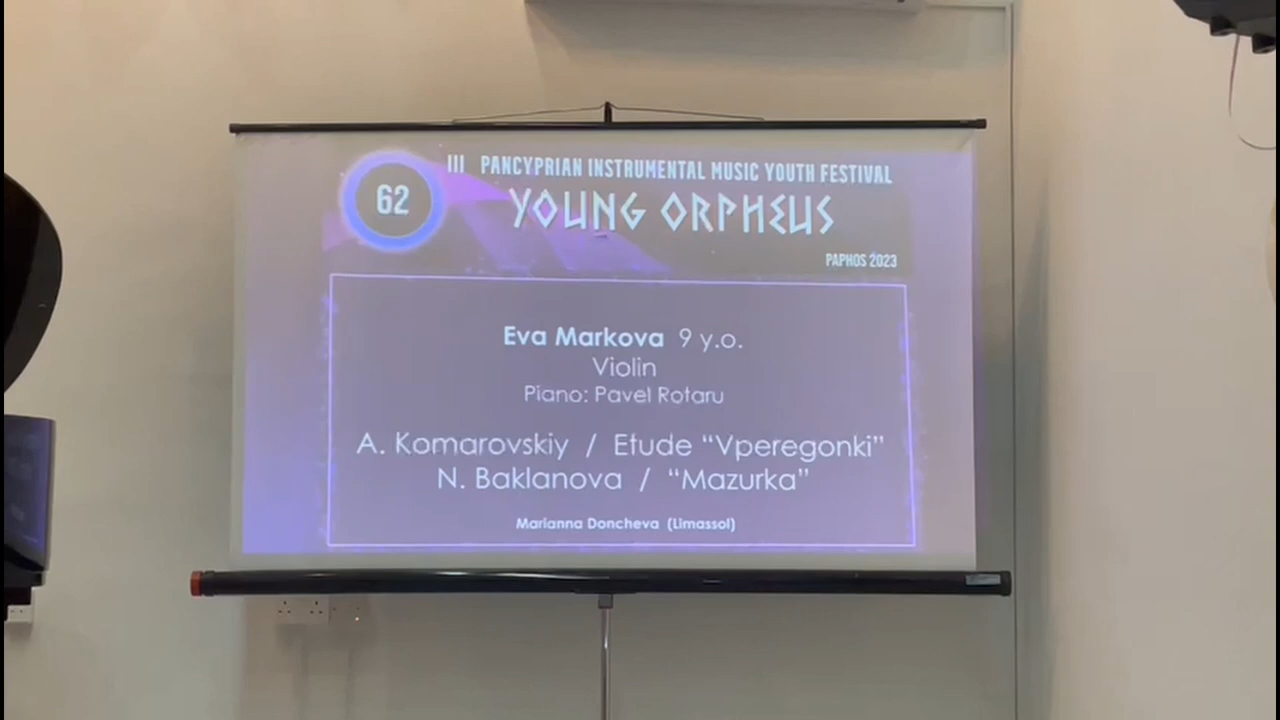 62
III PANCYPRIAN INSTRUMENTAL MUSIC YOUTH FESTIVAL
YOUNG ORPHEUS
PAPHOS 2023
Eva Markova 9 y.o.
Violin
Piano: Pavel Rotaru
A. Komarovskiy / Etude “Vperegonki”
N. Baklanova / “Mazurka”
Marianna Doncheva (Limassol)